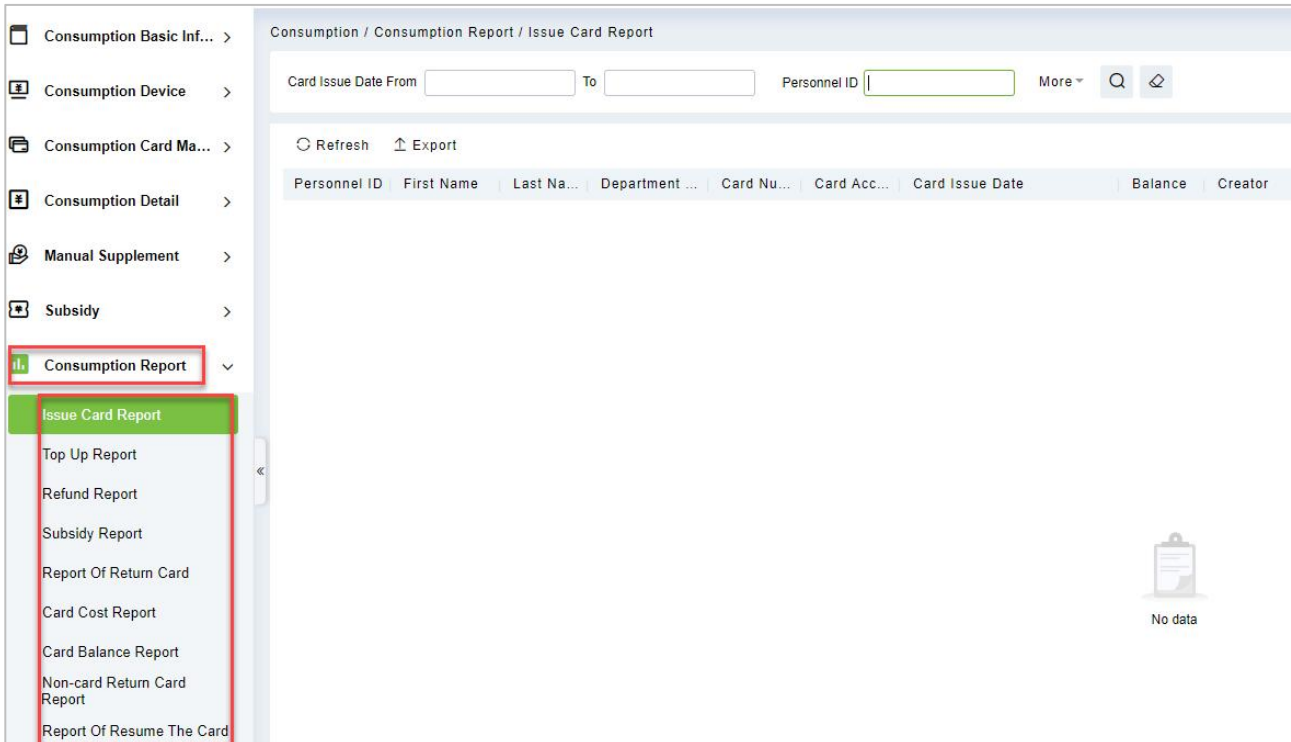 Consumption Basic Inf...
Consumption Device
Consumption Card Ma...
Consumption Detail
Manual Supplement
Subsidy
Consumption Report
Issue Card Report
Top Up Report
Refund Report
Subsidy Report
Report Of Return Card
Card Cost Report
Card Balance Report
Non-card Return Card
Report
Report Of Resume The Card
Consumption / Consumption Report / Issue Card Report
Card Issue Date From To Personnel ID More
Refresh Export
Personnel ID First Name Last Na... Department ... Card Nu... Card Acc... Card Issue Date Balance Creator
No data